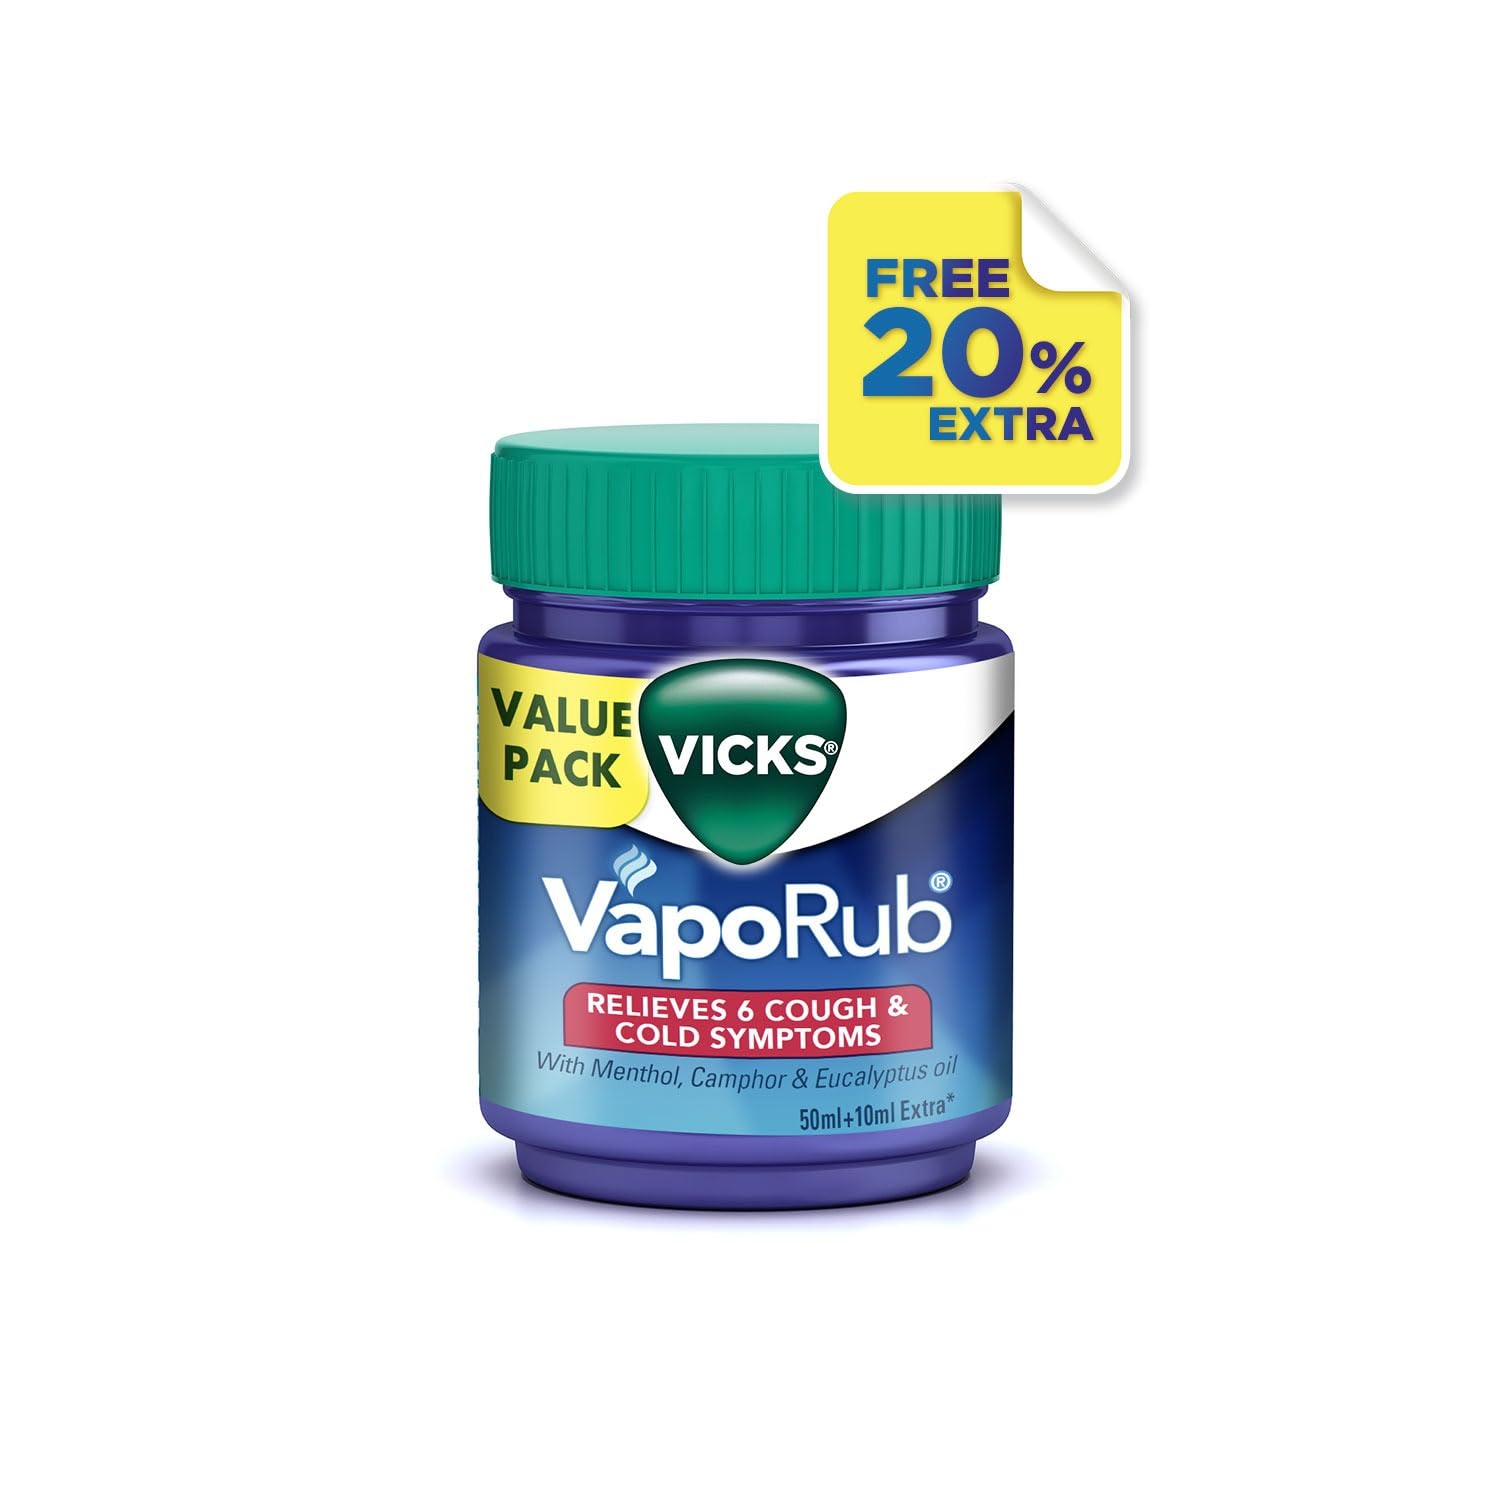 FREE
20%
EXTRA
VALUE
PACK
VICKS®
VapoRub®
RELIEVES 6 COUGH &
COLD SYMPTOMS
With Menthol, Camphor & Eucalyptus oil
50ml+10ml Extra*